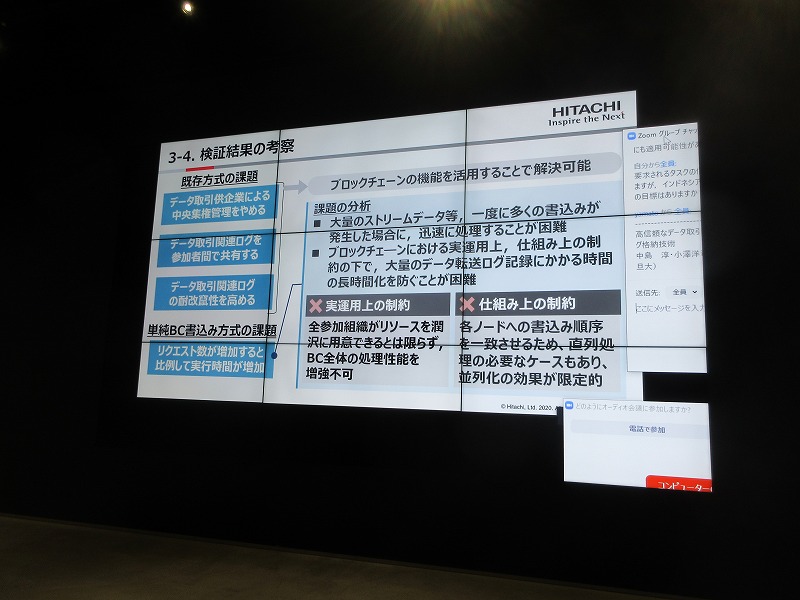 HITACHI
Inspire the Next
3-4. 検証結果の考察
既存方式の課題
データ取引供企業による
中央集権管理をやめる
データ取引関連ログを
参加者間で共有する
データ取引関連ログ
の耐改竄性を高める
単純BC書込み方式の課題
リクエスト数が増加すると
比例して実行時間が増加
ブロックチェーンの機能を活用することで解決可能
課題の分析
■ 大量のストリームデータ等，一度に多くの書込みが
発生した場合に，迅速に処理することが困難
■ ブロックチェーンにおける実運用上，仕組み上の制
約の下で，大量のデータ転送ログ記録にかかる時間
の長時間化を防ぐことが困難
実運用上の制約
全参加組織がリソースを潤
沢に用意できるとは限らず，
BC全体の処理性能を
増強不可
仕組み上の制約
各ノードへの書込み順序
を一致させるため、直列処
理の必要なケースもあり、
並列化の効果が限定的
© Hitachi, Ltd. 2020.
Zoom グループ チャッ
にも適用可能性があ
自分から全員:
要求されるタスクの
ますが、インドネシア
の目標はありますか
から 全員
高信頼なデータ取引
グ格納技術
中島 淳・小澤洋
旦大）
送信先: 全員
ここにメッセージを入力
どのようにオーディオ会議に参加しますか?
電話で参加
コンピューター